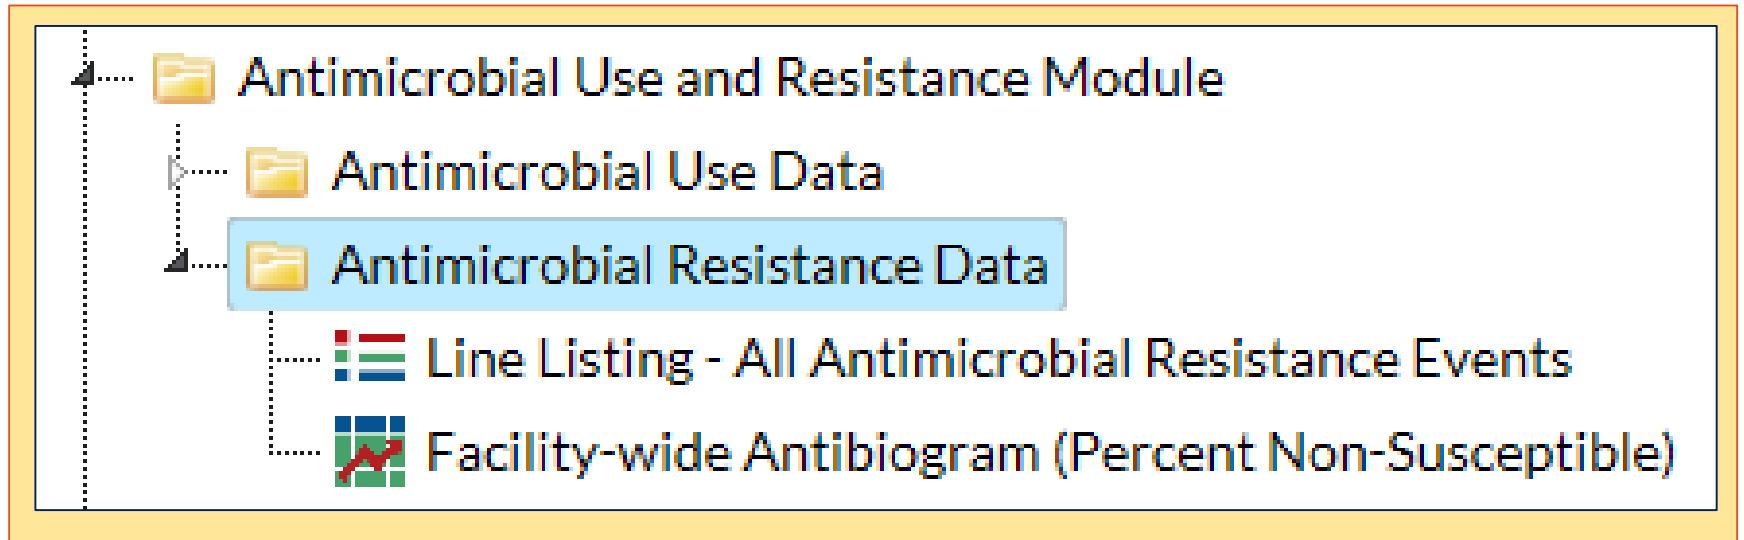 Antimicrobial Use and Resistance Module
Antimicrobial Use Data
Antimicrobial Resistance Data
Line Listing - All Antimicrobial Resistance Events
Facility-wide Antibiogram (Percent Non-Susceptible)